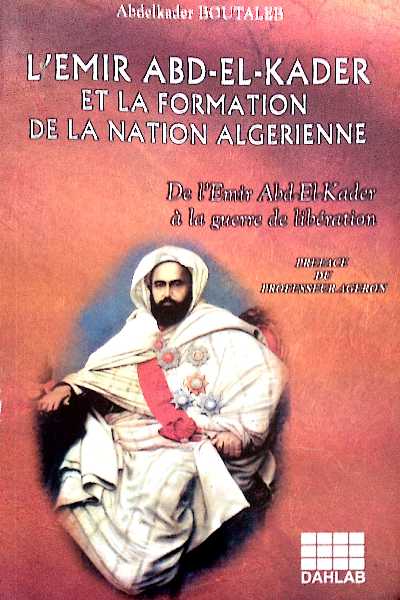 Abdelkader BOUTALEB
L'EMIR ABD-EL-KADER
ET LA FORMATION
DE LA NATION ALGERIENNE
De l'Emir Abd-El-Kader
à la guerre de libération
PREFACE
DU
PROFESSEUR AGERON
DAHLAB